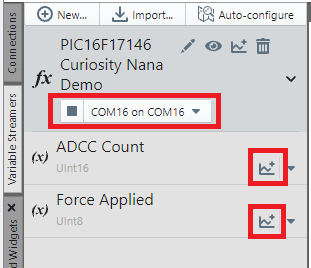 New...
Import...
Auto-configure
Connections
Variable Streamers
d Widgets
fx
PIC16F17146
Curiosity Nana
Demo
COM16 on COM16
(x)
ADCC Count
UInt16
(x)
Force Applied
UInt8